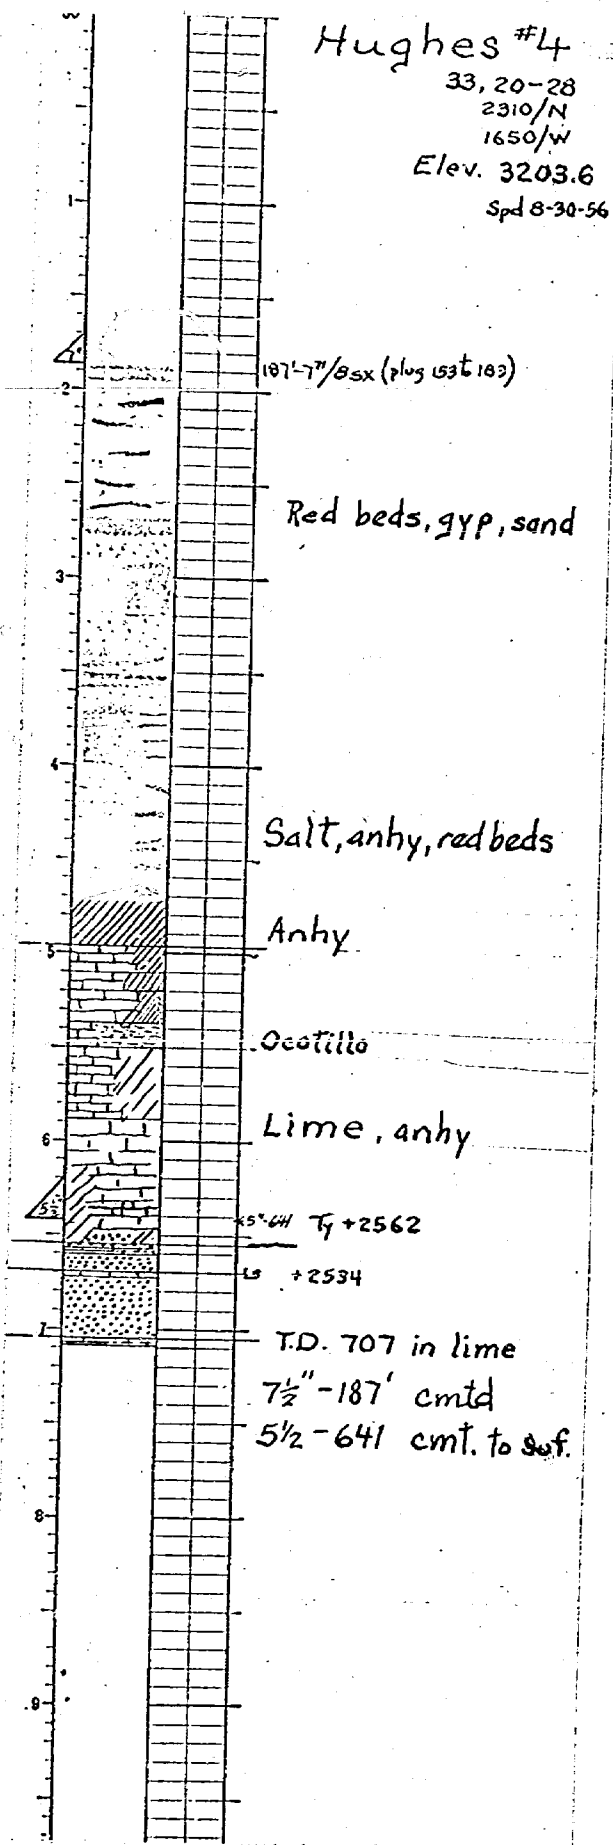 Hughes #4
33, 20-28
2310/N
1650/W
Elev. 3203.6
Spd 8-30-56
1
7"
187'-7"/8sx (plug 153 to 183)
2
Red beds, gyp, sand
3
4
Salt, anhy, red beds
Anhy
5
Ocotillo
Lime, anhy
6
5½
5"-641 Ty +2562
LS +2534
7
T.D. 707 in lime
7½"-187' cmtd
5½-641 cmt. to suf.
8
9